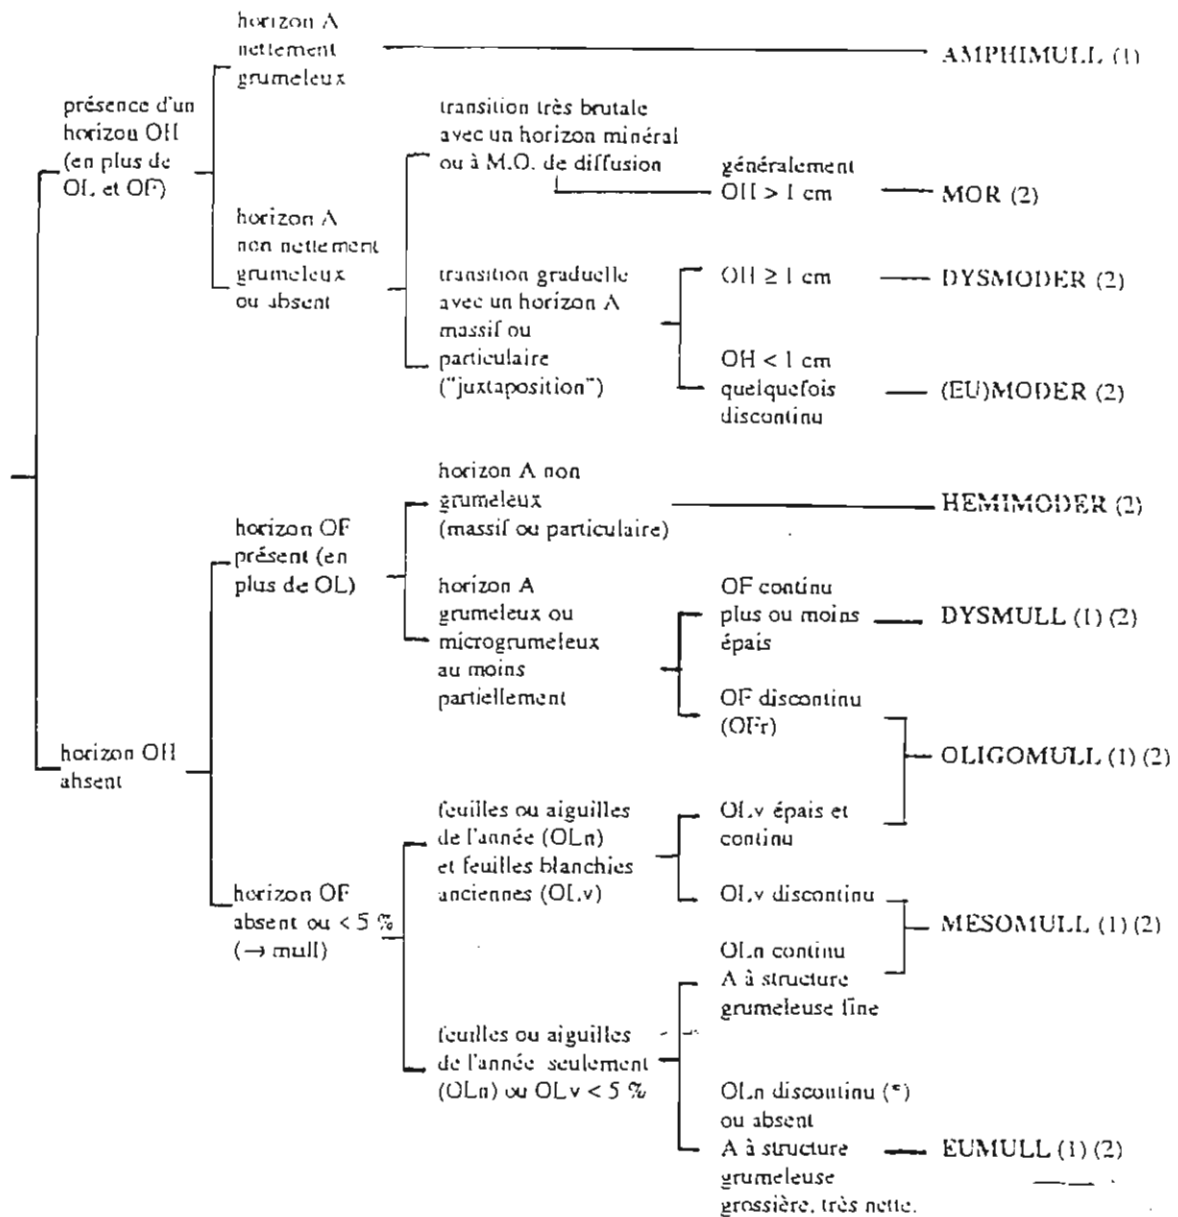 horizon A
nettement
grumeleux
AMPHIMULL (1)
présence d'un
horizon OH
(en plus de
OL et OF)
transition très brutale
avec un horizon minéral
ou à M.O. de diffusion
généralement
OH > 1 cm
MOR (2)
horizon A
non nettement
grumeleux
ou absent
transition graduelle
avec un horizon A
massif ou
particulaire
("juxtaposition")
OH ≥ 1 cm
DYSMODER (2)
OH < 1 cm
quelquefois
discontinu
(EU)MODER (2)
horizon OF
présent (en
plus de OL)
horizon A non
grumeleux
(massif ou particulaire)
HEMIMODER (2)
horizon A
grumeleux ou
microgrumeleux
au moins
partiellement
OF continu
plus ou moins
épais
DYSMULL (1) (2)
OF discontinu
(OFr)
OLIGOMULL (1) (2)
horizon OH
absent
feuilles ou aiguilles
de l'année (OLn)
et feuilles blanchies
anciennes (OLv)
OLv épais et
continu
OLv discontinu
MESOMULL (1) (2)
horizon OF
absent ou < 5 %
(→ mull)
OLn continu
A à structure
grumeleuse fine
feuilles ou aiguilles
de l'année seulement
(OLn) ou OLv < 5 %
OLn discontinu (*)
ou absent
A à structure
grumeleuse
grossière, très nette.
EUMULL (1) (2)